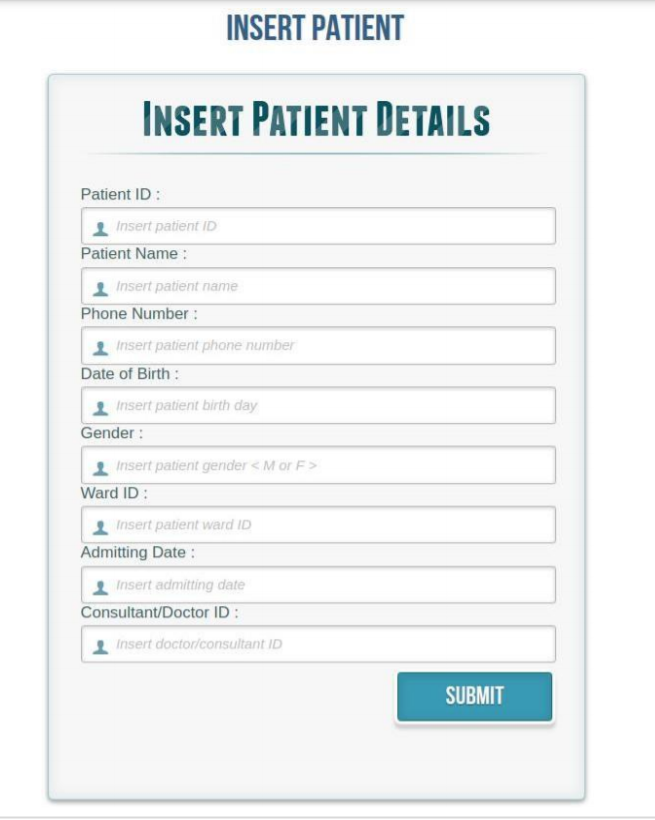 INSERT PATIENT
INSERT PATIENT DETAILS
Patient ID :
Insert patient ID
Patient Name :
Insert patient name
Phone Number :
Insert patient phone number
Date of Birth :
Insert patient birth day
Gender :
Insert patient gender < M or F >
Ward ID :
Insert patient ward ID
Admitting Date :
Insert admitting date
Consultant/Doctor ID :
Insert doctor/consultant ID
SUBMIT